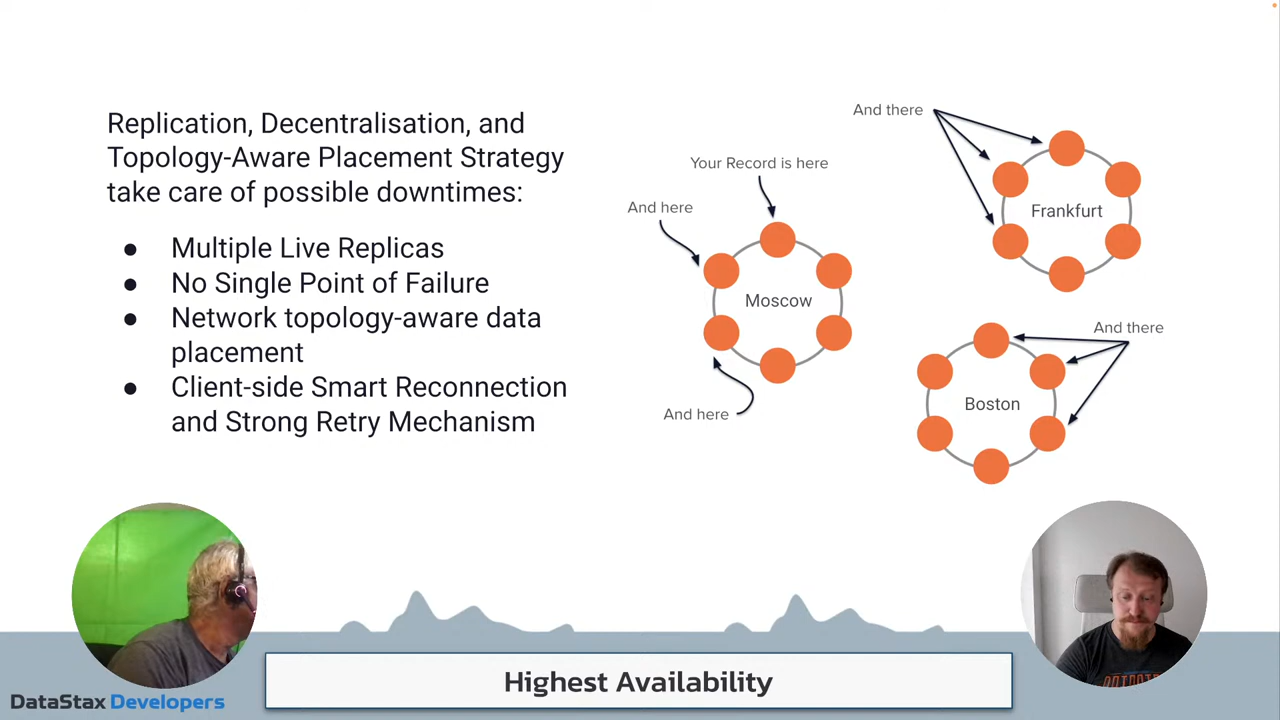 Replication, Decentralisation, and
Topology-Aware Placement Strategy
take care of possible downtimes:
● Multiple Live Replicas
● No Single Point of Failure
● Network topology-aware data
placement
● Client-side Smart Reconnection
and Strong Retry Mechanism
And there
Your Record is here
And here
Frankfurt
Moscow
And there
Boston
And here
Highest Availability
DataStax Developers